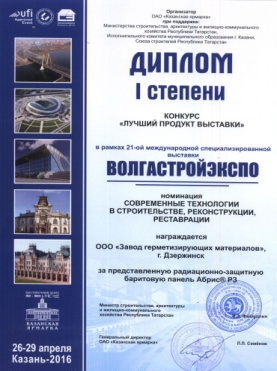 ufi
Организатор
ОАО «Казанская ярмарка»
при поддержке:
Министерства строительства, архитектуры и жилищно-коммунального
хозяйства Республики Татарстан,
Исполнительного комитета муниципального образования г. Казани,
Союза строителей Республики Татарстан
ДИПЛОМ
I степени
КОНКУРС
«ЛУЧШИЙ ПРОДУКТ ВЫСТАВКИ»
в рамках 21-ой международной специализированной
выставки
ВОЛГАСТРОЙЭКСПО
номинация
СОВРЕМЕННЫЕ ТЕХНОЛОГИИ
В СТРОИТЕЛЬСТВЕ, РЕКОНСТРУКЦИИ,
РЕСТАВРАЦИИ
награждается
ООО «Завод герметизирующих материалов»,
г. Дзержинск
за представленную радиационно-защитную
баритовую панель Абрис® РЗ
Министр строительства, архитектуры
и жилищно-коммунального
хозяйства Республики Татарстан
Генеральный директор
ОАО «Казанская ярмарка»
КАЗАНСКАЯ
ЯРМАРКА
26-29 апреля
Казань-2016